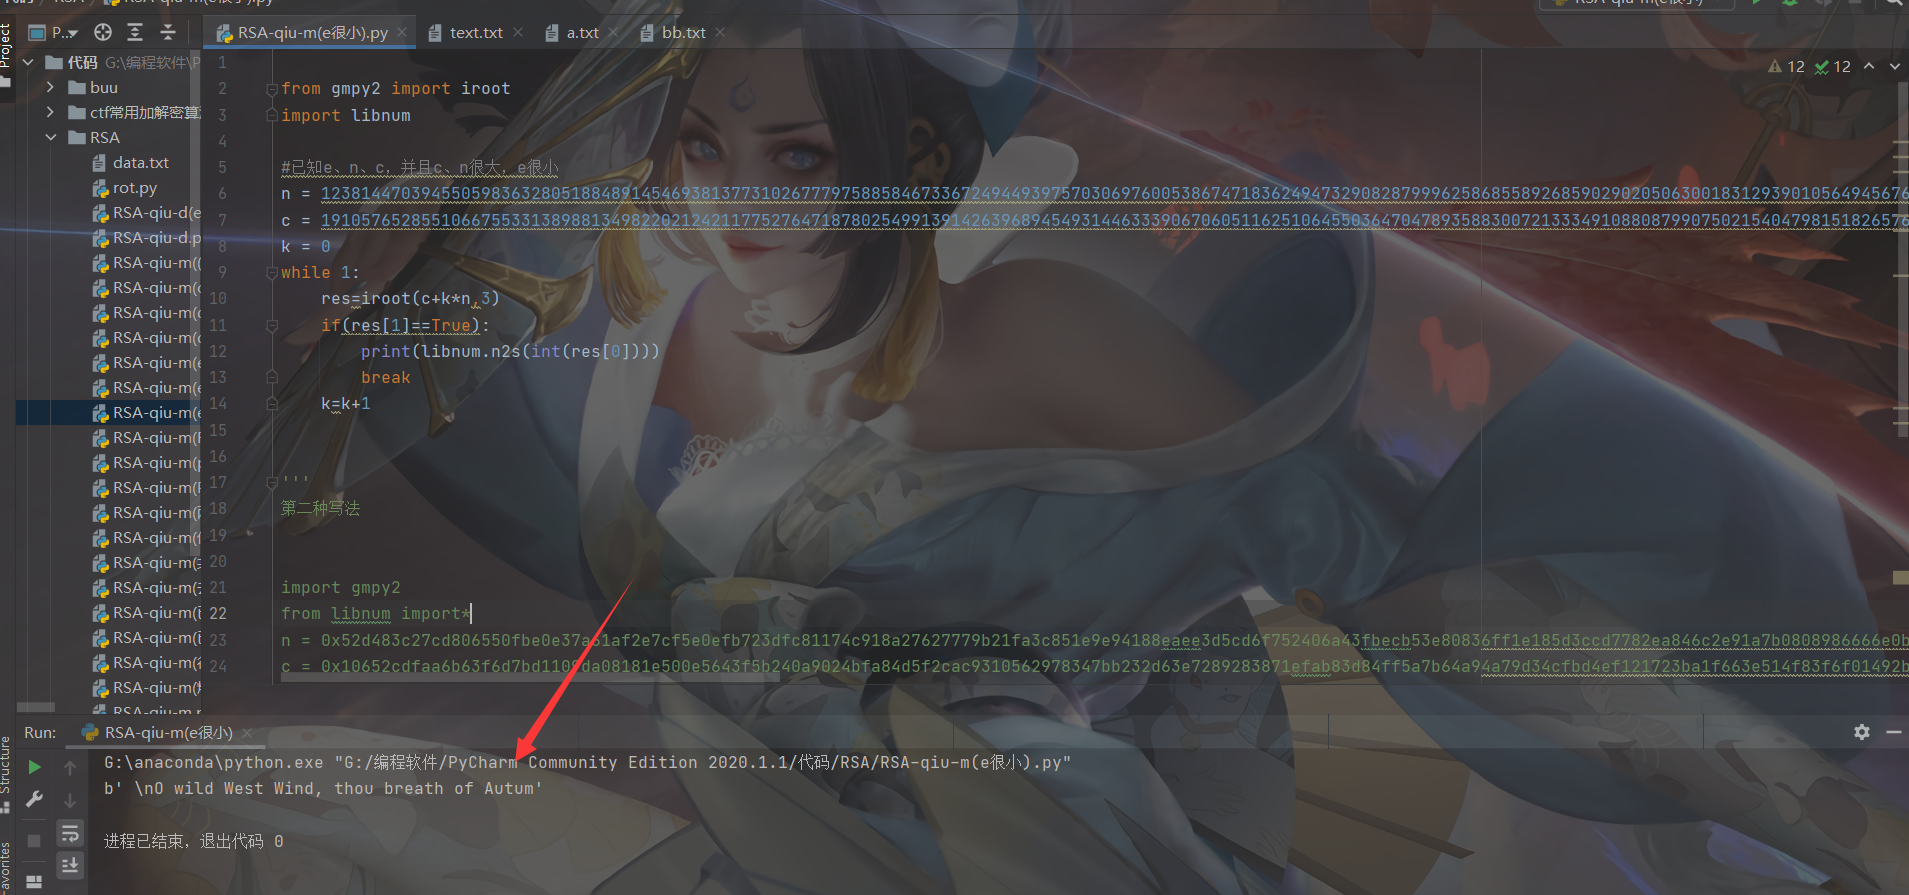 RSA-qiu-m(e很小).py
text.txt
a.txt
bb.txt
Project
P...
代码 G:\编程软件\P
buu
ctf常用加解密算
RSA
data.txt
rot.py
RSA-qiu-d(e
RSA-qiu-d.p
RSA-qiu-m((
RSA-qiu-m(
RSA-qiu-m(
RSA-qiu-m(
RSA-qiu-m(e
RSA-qiu-m(e
RSA-qiu-m(e
RSA-qiu-m(
RSA-qiu-m(p
RSA-qiu-m(
RSA-qiu-m(
RSA-qiu-m(
RSA-qiu-m(
RSA-qiu-m(
RSA-qiu-m(
RSA-qiu-m(
RSA-qiu-m(
RSA-qiu-m(
RSA-qiu-m
12 12
1
2 from gmpy2 import iroot
3 import libnum
4
5 #已知e、n、c，并且c、n很大，e很小
6 n =
7 c =
8 k = 0
9 while 1:
10 res=iroot(c+k*n,3)
11 if(res[1]==True):
12 print(libnum.n2s(int(res[0])))
13 break
14 k=k+1
15
16
17 '''
18 第二种写法
19
20
21 import gmpy2
22 from libnum import*
23 n =
24 c =
Run: RSA-qiu-m(e很小)
G:\anaconda\python.exe "G:/编程软件/PyCharm Community Edition 2020.1.1/代码/RSA/RSA-qiu-m(e很小).py"
b' \nO wild West Wind, thou breath of Autum'
进程已结束，退出代码 0
Structure